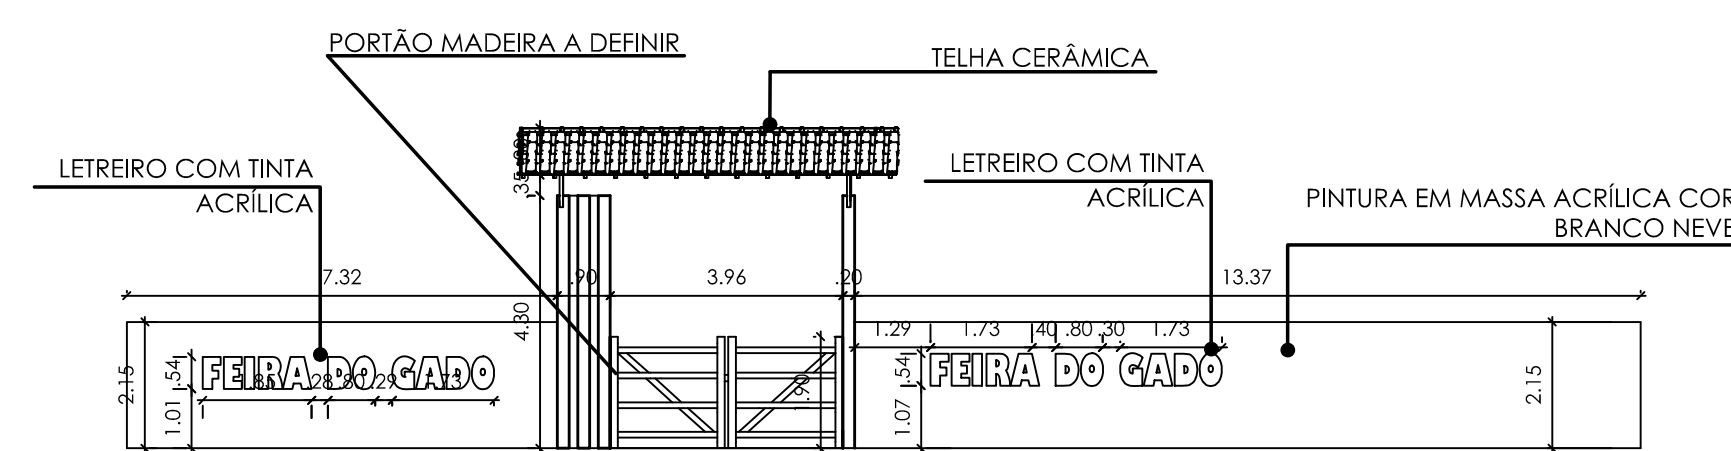 PORTÃO MADEIRA A DEFINIR
TELHA CERÂMICA
LETREIRO COM TINTA
ACRÍLICA
LETREIRO COM TINTA
ACRÍLICA
PINTURA EM MASSA ACRÍLICA COR
BRANCO NEVE
7.32
.90
3.96
.20
13.37
4.30
1.29
1.73
.40
.80
.30
1.73
FEIRA DO GADO
FEIRA DO GADO
2.15
.54
1.01
.28
.80
.29
1.90
.54
1.07
2.15